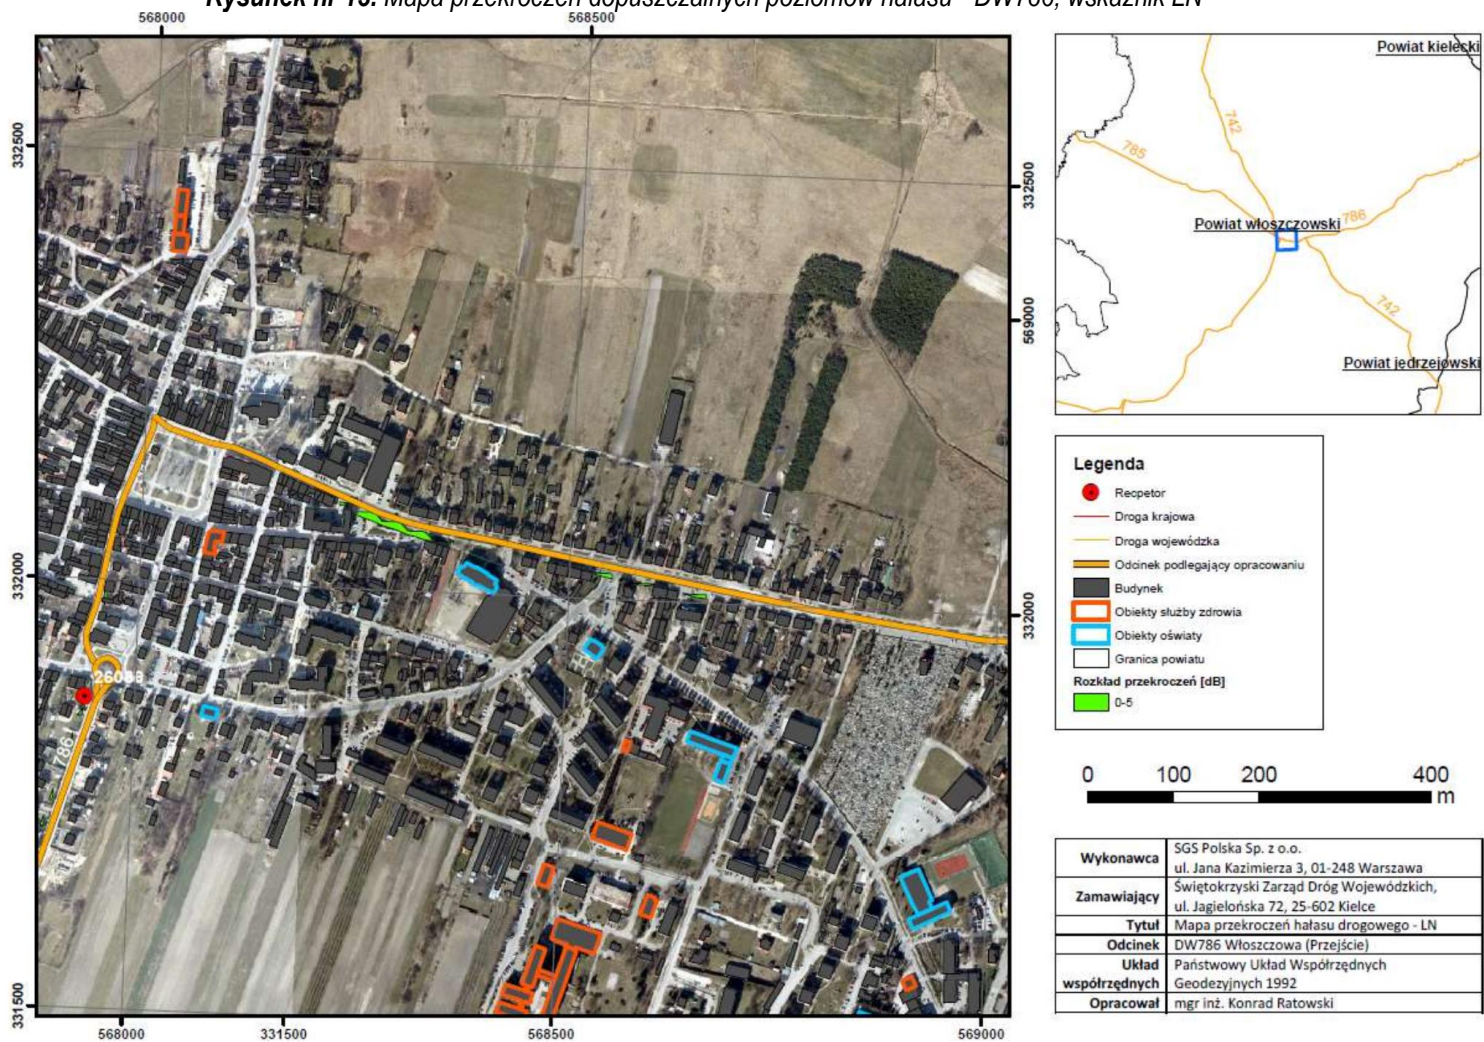 Rysunek nr 15. Mapa przekroczeń dopuszczalnych poziomów hałasu - DW786, wskaźnik LN
568000
568500
332500
332500
569000
332000
332000
331500
568000
331500
568500
569000
786
Powiat kielecki
742
785
786
Powiat włoszczowski
742
Powiat jędrzejowski
Legenda
Recpetor
Droga krajowa
Droga wojewódzka
Odcinek podlegający opracowaniu
Budynek
Obiekty służby zdrowia
Obiekty oświaty
Granica powiatu
Rozkład przekroczeń [dB]
0-5
0 100 200 400
m
Wykonawca SGS Polska Sp. z o.o.
ul. Jana Kazimierza 3, 01-248 Warszawa
Zamawiający Świętokrzyski Zarząd Dróg Wojewódzkich,
ul. Jagielońska 72, 25-602 Kielce
Tytuł Mapa przekroczeń hałasu drogowego - LN
Odcinek DW786 Włoszczowa (Przejście)
Układ Państwowy Układ Współrzędnych
współrzędnych Geodezyjnych 1992
Opracował mgr inż. Konrad Ratowski